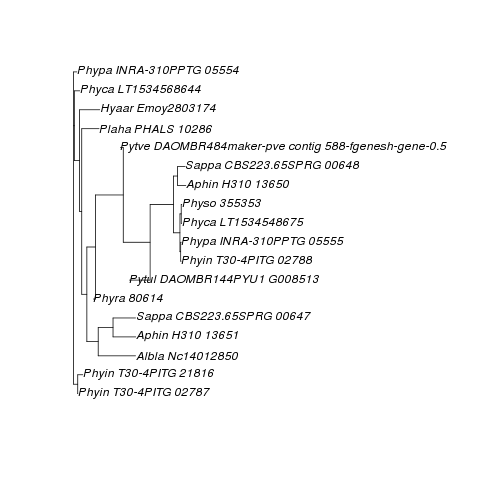 Phypa INRA-310PPTG 05554
Phyca LT1534568644
Hyaar Emoy2803174
Plaha PHALS 10286
Pytve DAOMBR484maker-pve contig 588-fgenesh-gene-0.5
Sappa CBS223.65SPRG 00648
Aphin H310 13650
Physo 355353
Phyca LT1534548675
Phypa INRA-310PPTG 05555
Phyin T30-4PITG 02788
Pytul DAOMBR144PYU1 G008513
Phyra 80614
Sappa CBS223.65SPRG 00647
Aphin H310 13651
Albla Nc14012850
Phyin T30-4PITG 21816
Phyin T30-4PITG 02787